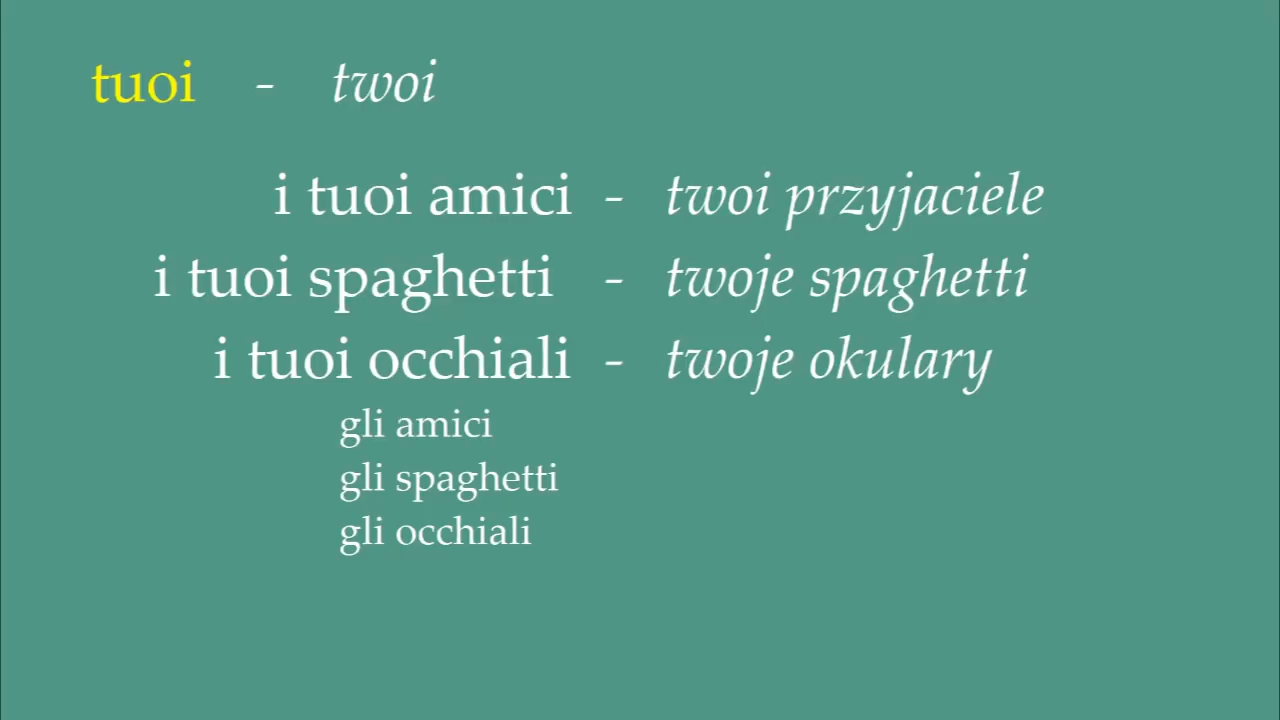 tuoi - twoi
i tuoi amici - twoi przyjaciele
i tuoi spaghetti - twoje spaghetti
i tuoi occhiali - twoje okulary
gli amici
gli spaghetti
gli occhiali